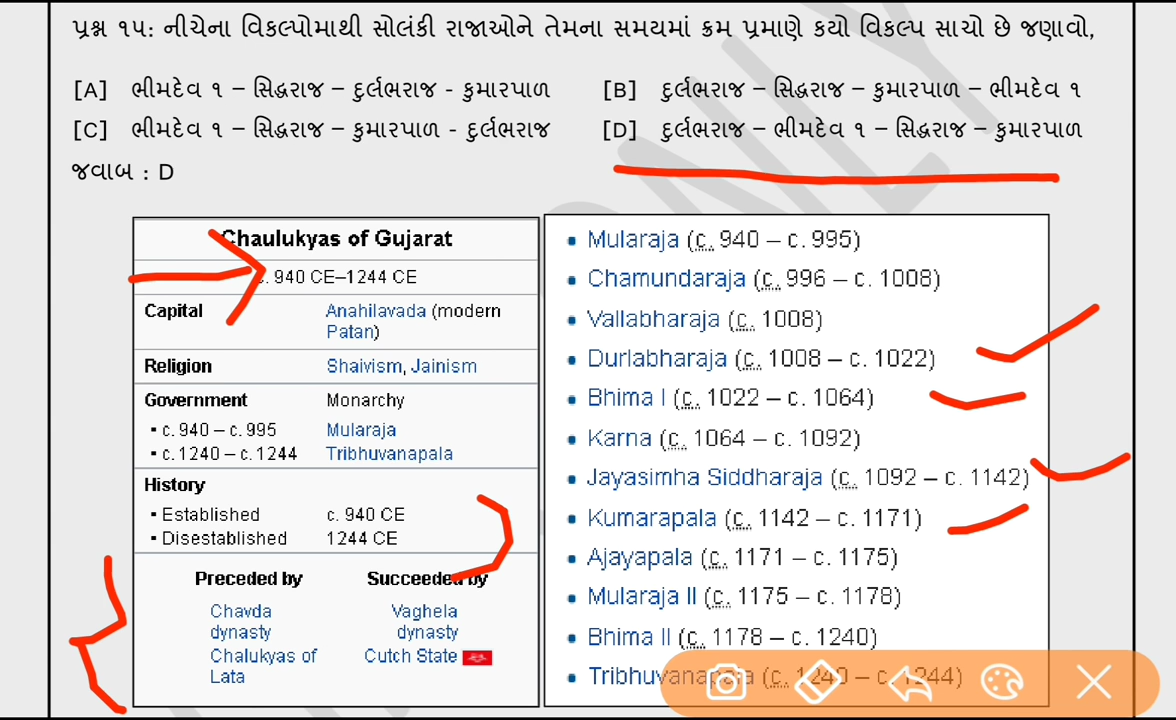 પ્રશ્ન ૧૫: નીચેના વિકલ્પોમાથી સોલંકી રાજાઓને તેમના સમયમાં ક્રમ પ્રમાણે કયો વિકલ્પ સાચો છે જણાવો,
[A] ભીમદેવ ૧ – સિદ્ધરાજ – દુર્લભરાજ - કુમારપાળ
[B] દુર્લભરાજ – સિદ્ધરાજ – કુમારપાળ – ભીમદેવ ૧
[C] ભીમદેવ ૧ – સિદ્ધરાજ – કુમારપાળ - દુર્લભરાજ
[D] દુર્લભરાજ – ભીમદેવ ૧ – સિદ્ધરાજ – કુમારપાળ
જવાબ : D
Chaulukyas of Gujarat
c. 940 CE–1244 CE
Capital Anahilavada (modern
Patan)
Religion Shaivism, Jainism
Government Monarchy
▪ c. 940 – c. 995 Mularaja
▪ c.1240 – c.1244 Tribhuvanapala
History
▪ Established c. 940 CE
▪ Disestablished 1244 CE
Preceded by Succeeded by
Chavda Vaghela
dynasty dynasty
Chalukyas of Cutch State
Lata
• Mularaja (c. 940 – c. 995)
• Chamundaraja (c. 996 – c. 1008)
• Vallabharaja (c. 1008)
• Durlabharaja (c. 1008 – c. 1022)
• Bhima I (c. 1022 – c. 1064)
• Karna (c. 1064 – c. 1092)
• Jayasimha Siddharaja (c. 1092 – c. 1142)
• Kumarapala (c. 1142 – c. 1171)
• Ajayapala (c. 1171 – c. 1175)
• Mularaja II (c. 1175 – c. 1178)
• Bhima II (c. 1178 – c. 1240)
• Tribhuvanapala (c. 1240 – c. 1244)